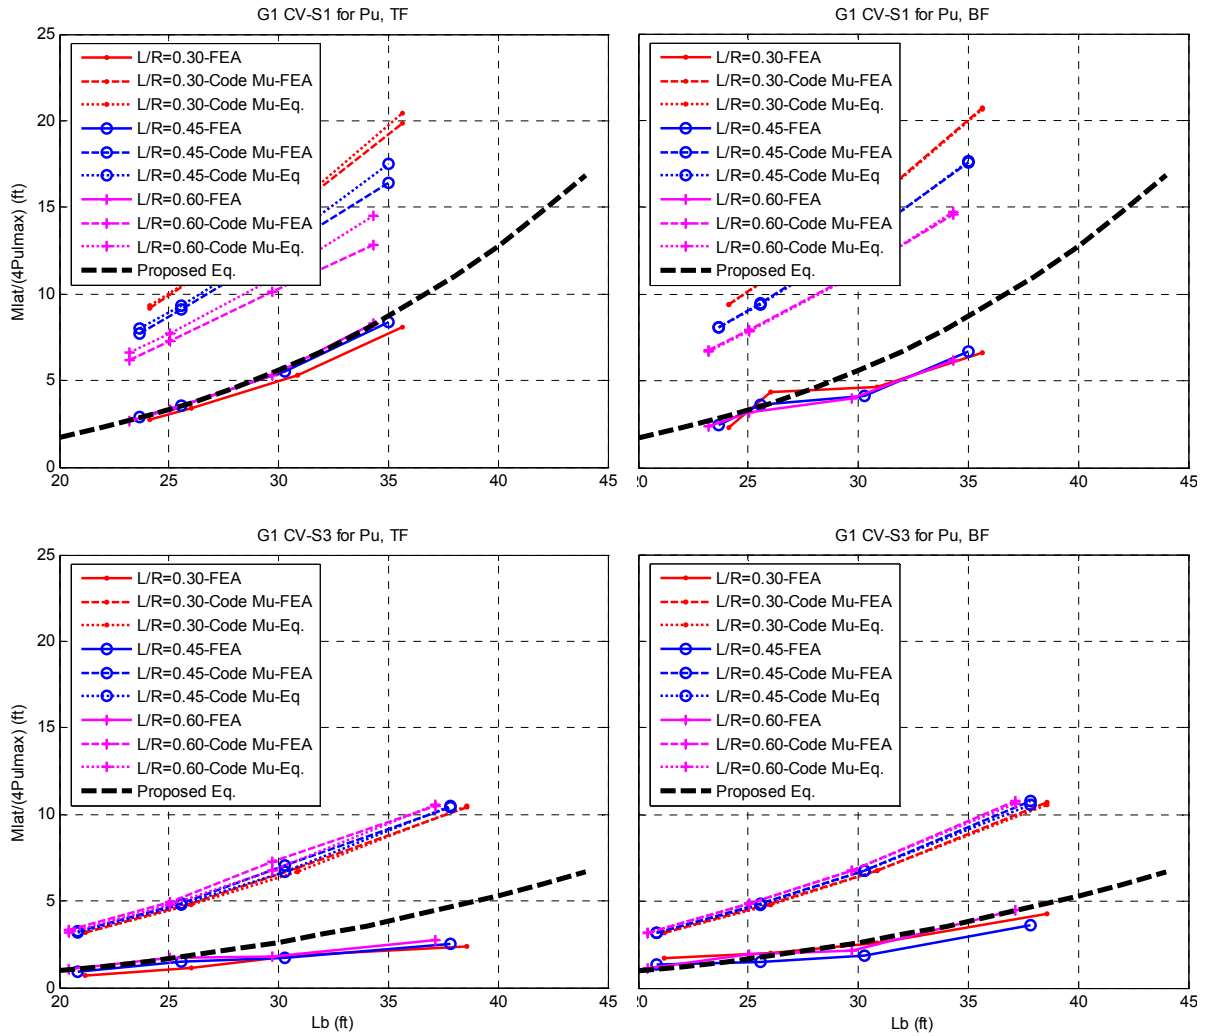 G1 CV-S1 for Pu, TF
25
20
15
10
5
0
Mlat/(4Pulmax) (ft)
L/R=0.30-FEA
L/R=0.30-Code Mu-FEA
L/R=0.30-Code Mu-Eq.
L/R=0.45-FEA
L/R=0.45-Code Mu-FEA
L/R=0.45-Code Mu-Eq
L/R=0.60-FEA
L/R=0.60-Code Mu-FEA
L/R=0.60-Code Mu-Eq.
Proposed Eq.
20 25 30 35 40 45
G1 CV-S1 for Pu, BF
L/R=0.30-FEA
L/R=0.30-Code Mu-FEA
L/R=0.30-Code Mu-Eq.
L/R=0.45-FEA
L/R=0.45-Code Mu-FEA
L/R=0.45-Code Mu-Eq
L/R=0.60-FEA
L/R=0.60-Code Mu-FEA
L/R=0.60-Code Mu-Eq.
Proposed Eq.
20 25 30 35 40 45
G1 CV-S3 for Pu, TF
25
20
15
10
5
0
Mlat/(4Pulmax) (ft)
L/R=0.30-FEA
L/R=0.30-Code Mu-FEA
L/R=0.30-Code Mu-Eq.
L/R=0.45-FEA
L/R=0.45-Code Mu-FEA
L/R=0.45-Code Mu-Eq
L/R=0.60-FEA
L/R=0.60-Code Mu-FEA
L/R=0.60-Code Mu-Eq.
Proposed Eq.
20 25 30 35 40 45
Lb (ft)
G1 CV-S3 for Pu, BF
L/R=0.30-FEA
L/R=0.30-Code Mu-FEA
L/R=0.30-Code Mu-Eq.
L/R=0.45-FEA
L/R=0.45-Code Mu-FEA
L/R=0.45-Code Mu-Eq
L/R=0.60-FEA
L/R=0.60-Code Mu-FEA
L/R=0.60-Code Mu-Eq.
Proposed Eq.
20 25 30 35 40 45
Lb (ft)